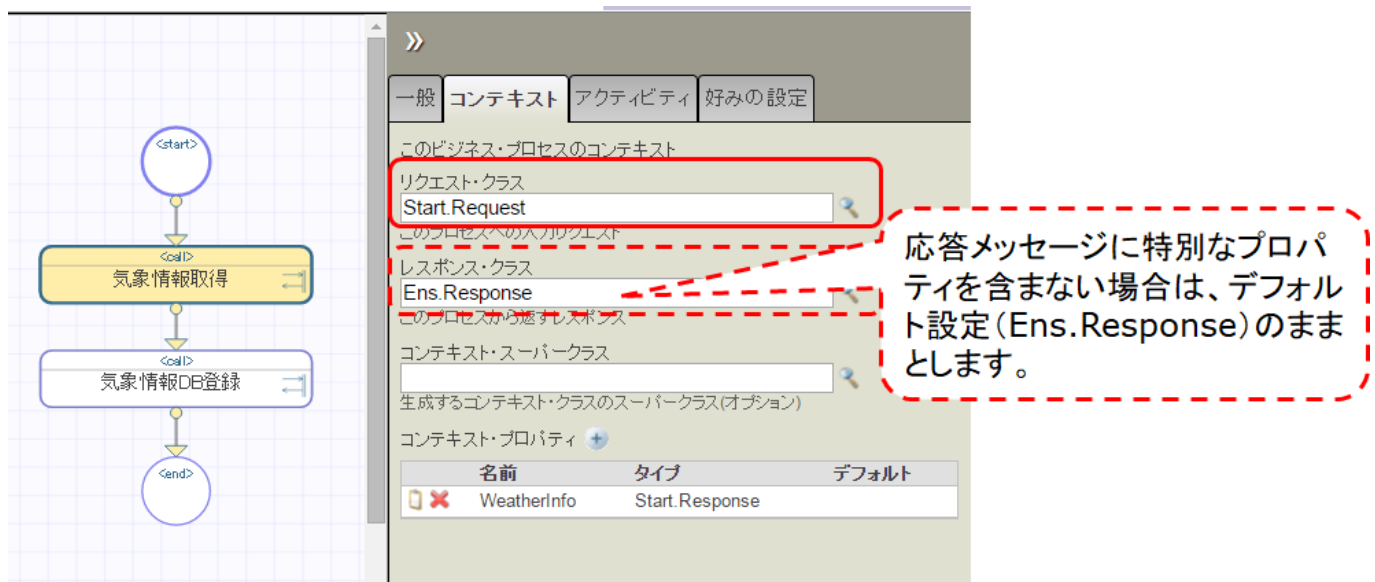 <start>
<call>
気象情報取得
<call>
気象情報DB登録
<end>
»
一般 コンテキスト アクティビティ 好みの設定
このビジネス・プロセスのコンテキスト
リクエスト・クラス
Start.Request
このプロセスへの入力リクエスト
レスポンス・クラス
Ens.Response
このプロセスから返すレスポンス
コンテキスト・スーパークラス
生成するコンテキスト・クラスのスーパークラス(オプション)
コンテキスト・プロパティ
名前 タイプ デフォルト
WeatherInfo Start.Response
応答メッセージに特別なプロパ
ティを含まない場合は、デフォル
ト設定(Ens.Response)のまま
とします。